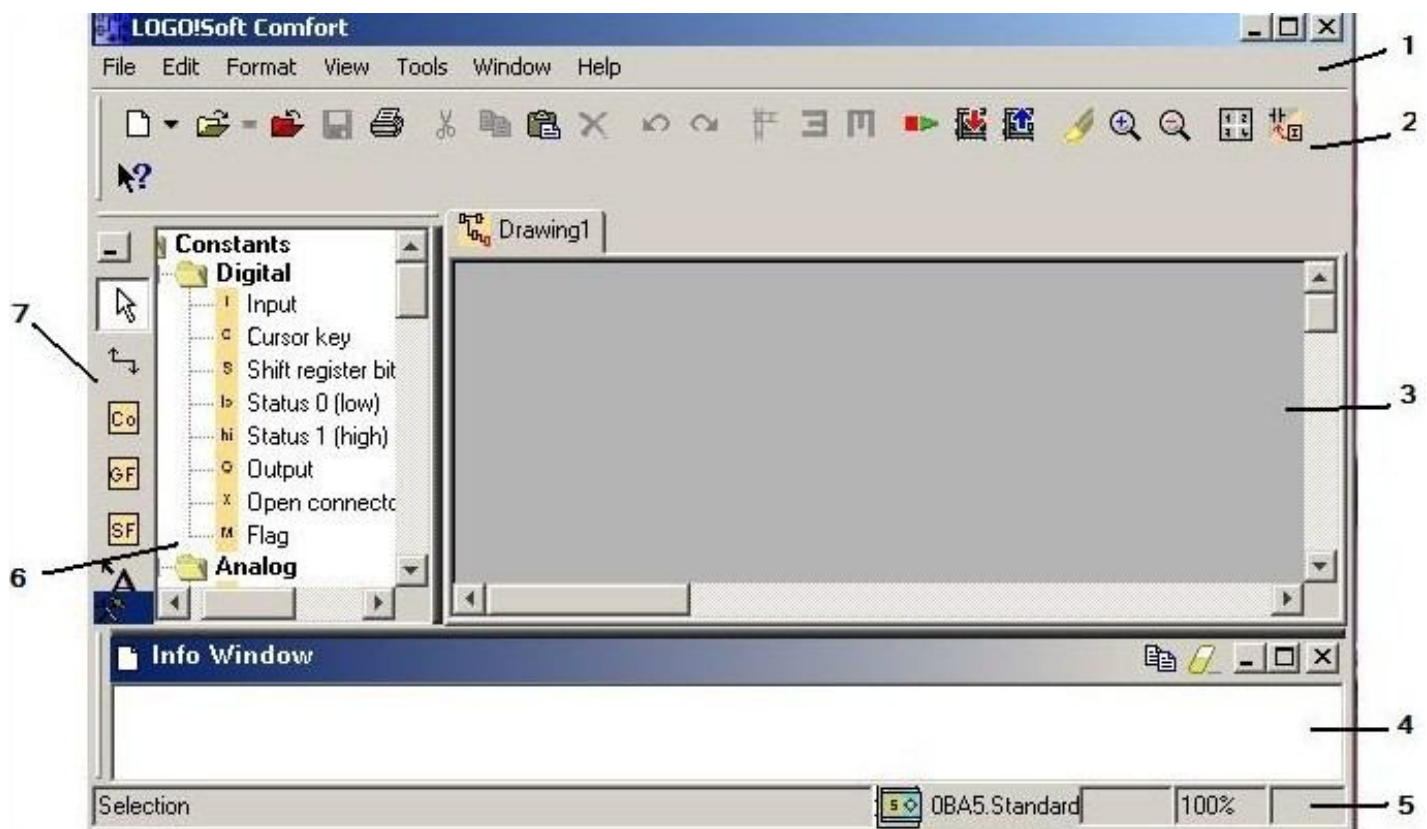 LOGO!Soft Comfort
File Edit Format View Tools Window Help
1
2
Drawing1
Constants
Digital
Input
Cursor key
Shift register bit
Status 0 (low)
Status 1 (high)
Output
Open connecto
Flag
Analog
Co
GF
SF
A
7
6
3
Info Window
4
Selection
0BA5.Standard
100%
5